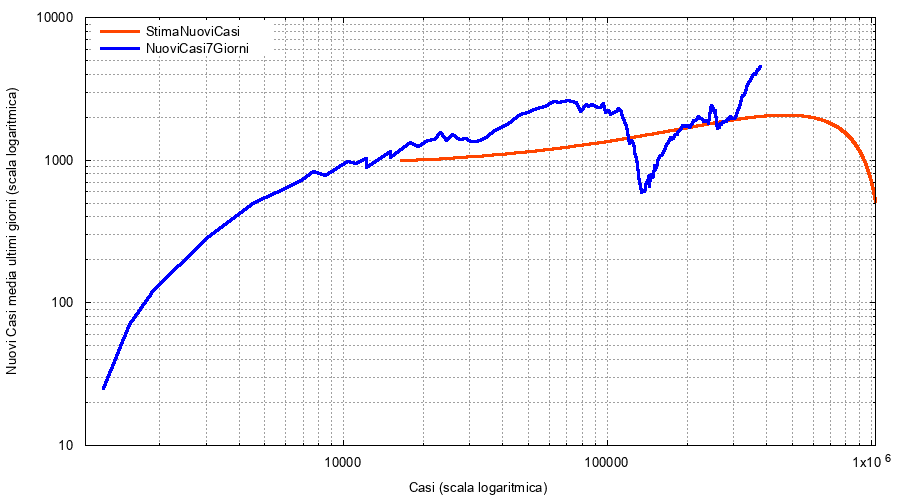 10000
StimaNuoviCasi
NuoviCasi7Giorni
1000
100
10
Nuovi Casi media ultimi giorni (scala logaritmica)
10000
100000
1x10 6
Casi (scala logaritmica)